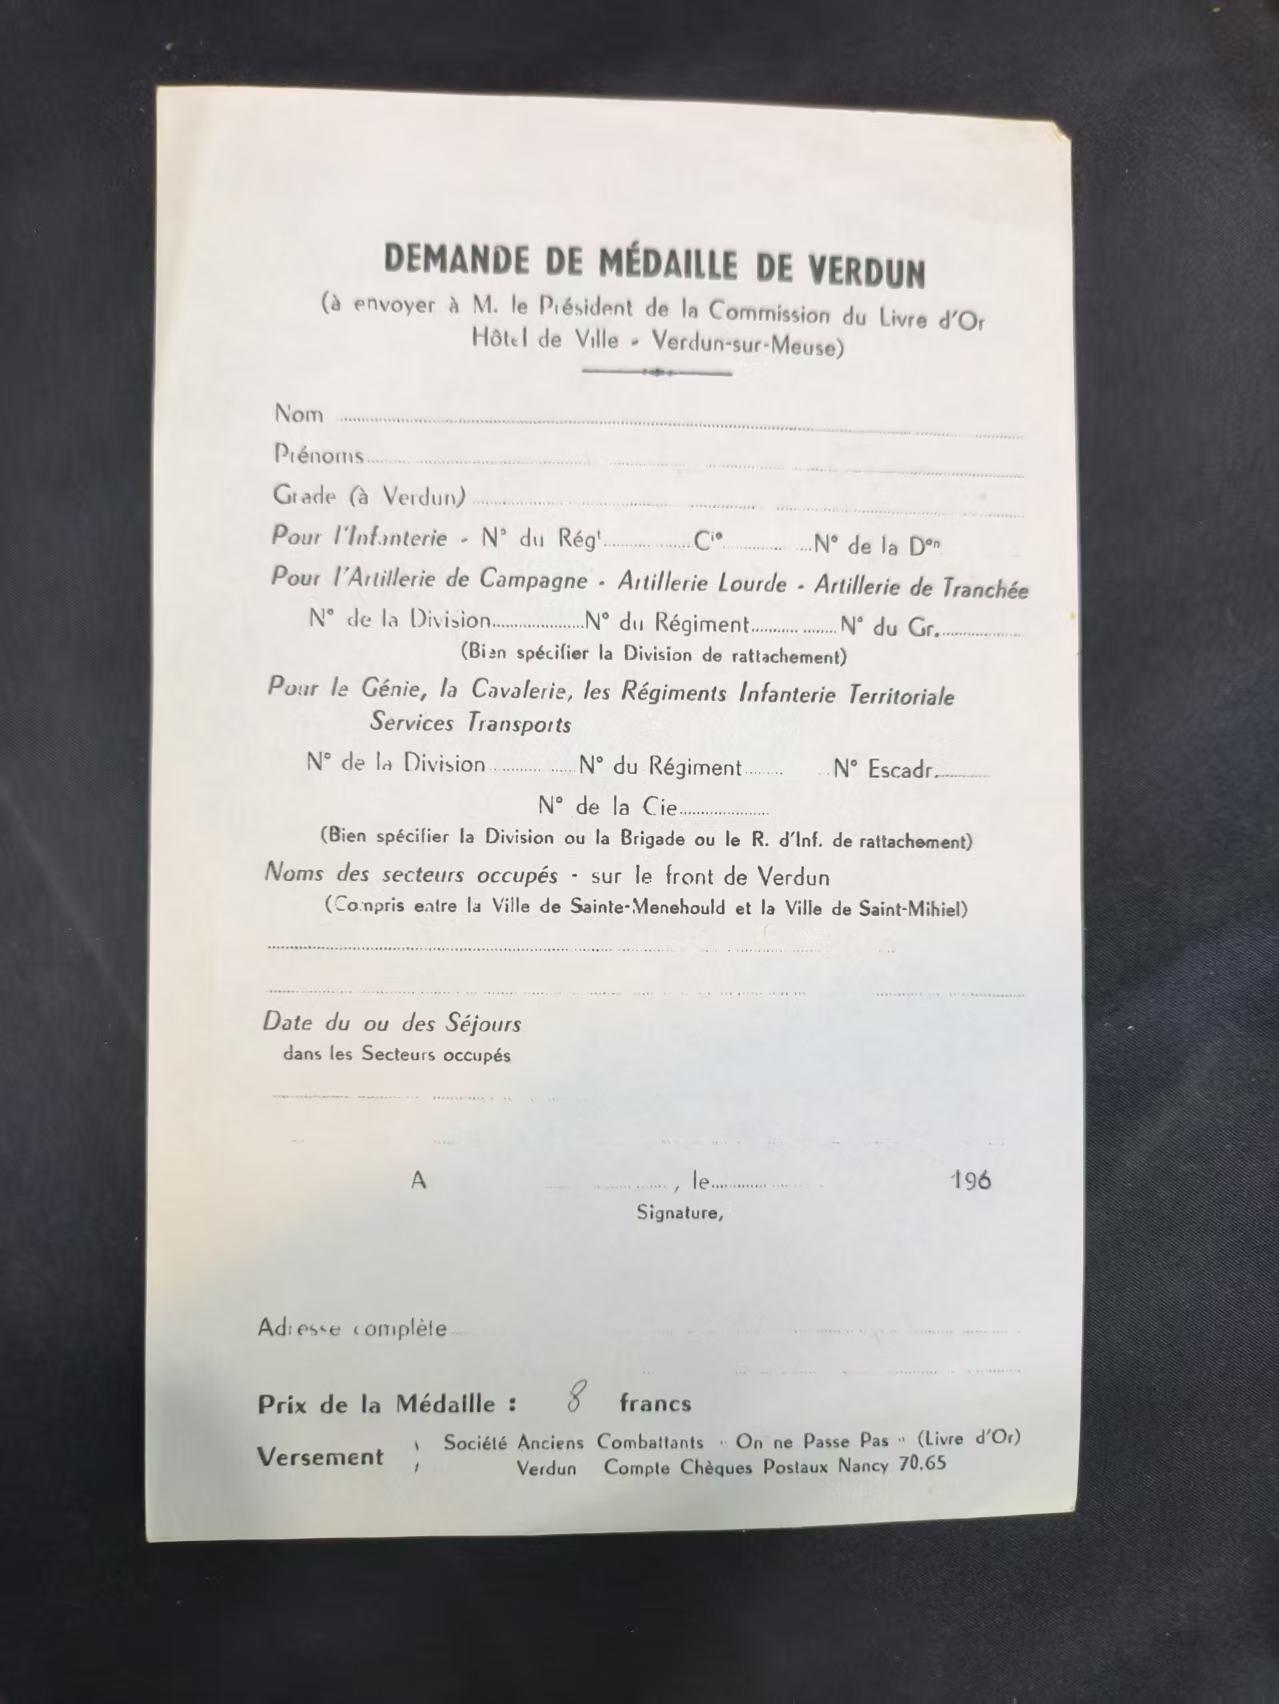 DEMANDE DE MÉDAILLE DE VERDUN
(à envoyer à M. le Président de la Commission du Livre d'Or
Hôtel de Ville - Verdun-sur-Meuse)
Nom
Prénoms
Grade (à Verdun)
Pour l'Infanterie - N° du Régt C^ie N° de la D^on
Pour l'Artillerie de Campagne - Artillerie Lourde - Artillerie de Tranchée
N° de la Division N° du Régiment N° du Gr.
(Bien spécifier la Division de rattachement)
Pour le Génie, la Cavalerie, les Régiments Infanterie Territoriale
Services Transports
N° de la Division N° du Régiment N° Escadr.
N° de la Cie
(Bien spécifier la Division ou la Brigade ou le R. d'Inf. de rattachement)
Noms des secteurs occupés - sur le front de Verdun
(Compris entre la Ville de Sainte-Menehould et la Ville de Saint-Mihiel)
Date du ou des Séjours
dans les Secteurs occupés
A , le 196
Signature,
Adresse complète
Prix de la Médaille : 8 francs
Versement Société Anciens Combattants " On ne Passe Pas " (Livre d'Or)
Verdun Compte Chèques Postaux Nancy 70.65